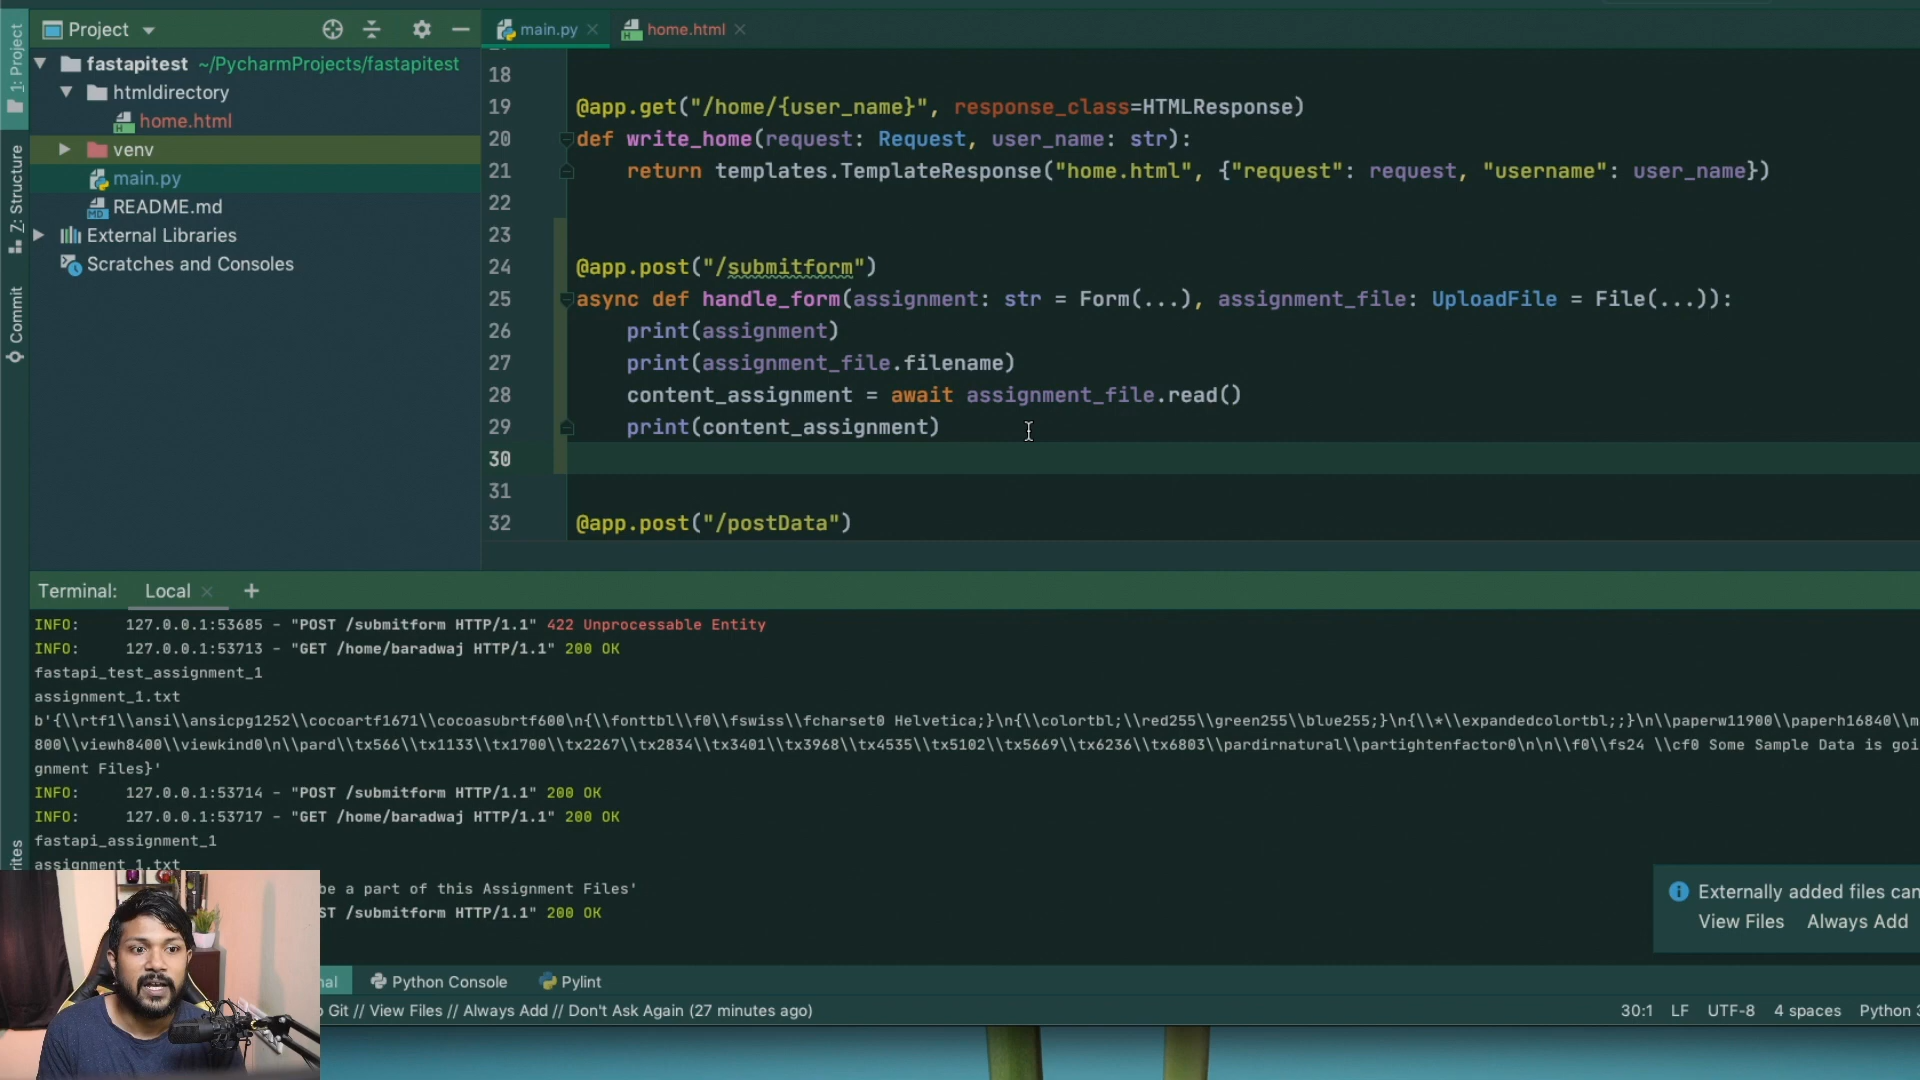 Project
main.py
home.html
1: Project
Z: Structure
Commit
fastapitest ~/PycharmProjects/fastapitest
htmldirectory
home.html
venv
main.py
README.md
External Libraries
Scratches and Consoles
18
19 @app.get("/home/{user_name}", response_class=HTMLResponse)
20 def write_home(request: Request, user_name: str):
21 return templates.TemplateResponse("home.html", {"request": request, "username": user_name})
22
23
24 @app.post("/submitform")
25 async def handle_form(assignment: str = Form(...), assignment_file: UploadFile = File(...)):
26 print(assignment)
27 print(assignment_file.filename)
28 content_assignment = await assignment_file.read()
29 print(content_assignment)
30
31
32 @app.post("/postData")
Terminal: Local +
INFO: 127.0.0.1:53685 - "POST /submitform HTTP/1.1" 422 Unprocessable Entity
INFO: 127.0.0.1:53713 - "GET /home/baradwaj HTTP/1.1" 200 OK
fastapi_test_assignment_1
assignment_1.txt
b'{\\rtf1\\ansi\\ansicpg1252\\cocoartf1671\\cocoasubrtf600\n{\\fonttbl\\f0\\fswiss\\fcharset0 Helvetica;}\n{\\colortbl;\\red255\\green255\\blue255;}\n{\\*\\expandedcolortbl;;}\n\\paperw11900\\paperh16840\\m
800\\viewh8400\\viewkind0\n\\pard\\tx566\\tx1133\\tx1700\\tx2267\\tx2834\\tx3401\\tx3968\\tx4535\\tx5102\\tx5669\\tx6236\\tx6803\\pardirnatural\\partightenfactor0\n\n\\f0\\fs24 \\cf0 Some Sample Data is goi
gnment Files}'
INFO: 127.0.0.1:53714 - "POST /submitform HTTP/1.1" 200 OK
INFO: 127.0.0.1:53717 - "GET /home/baradwaj HTTP/1.1" 200 OK
fastapi_assignment_1
assignment_1.txt
be a part of this Assignment Files'
ST /submitform HTTP/1.1" 200 OK
rites
Externally added files can
View Files Always Add
nal
Python Console
Pylint
o Git // View Files // Always Add // Don't Ask Again (27 minutes ago)
30:1 LF UTF-8 4 spaces Python 3